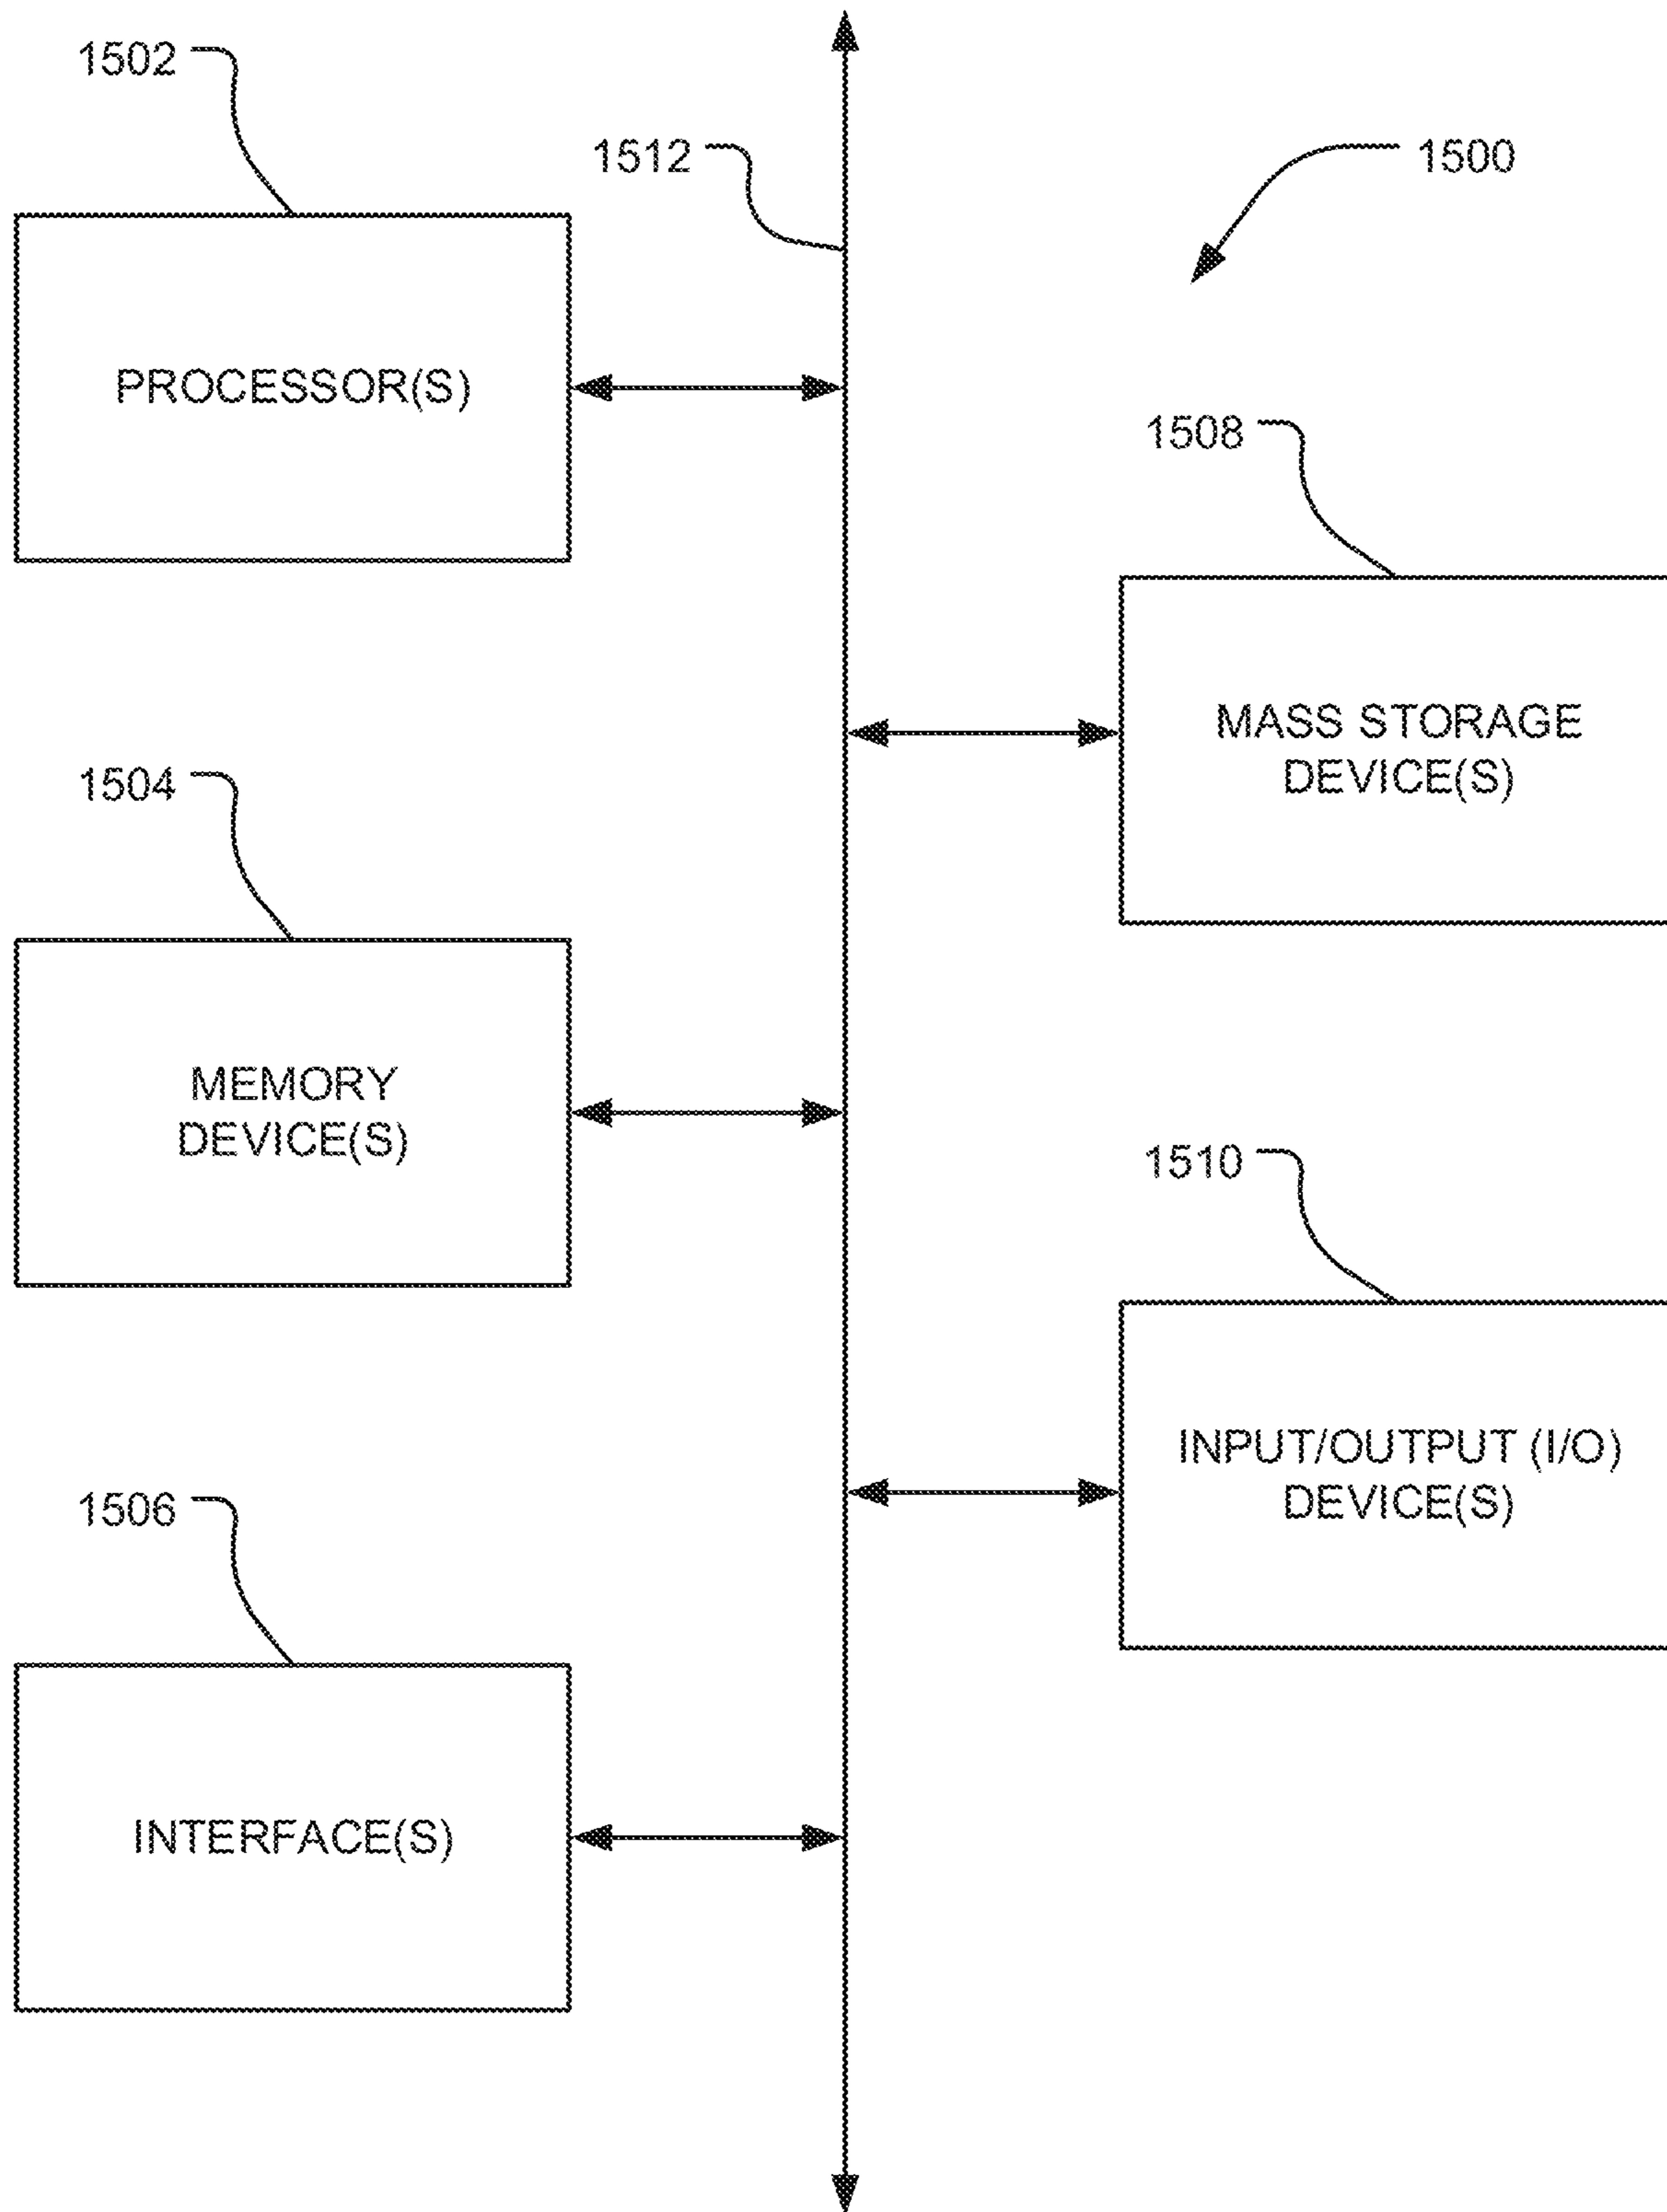 1502
1512
1500
PROCESSOR(S)
1508
MASS STORAGE
DEVICE(S)
1504
MEMORY
DEVICE(S)
1510
INPUT/OUTPUT (I/O)
DEVICE(S)
1506
INTERFACE(S)